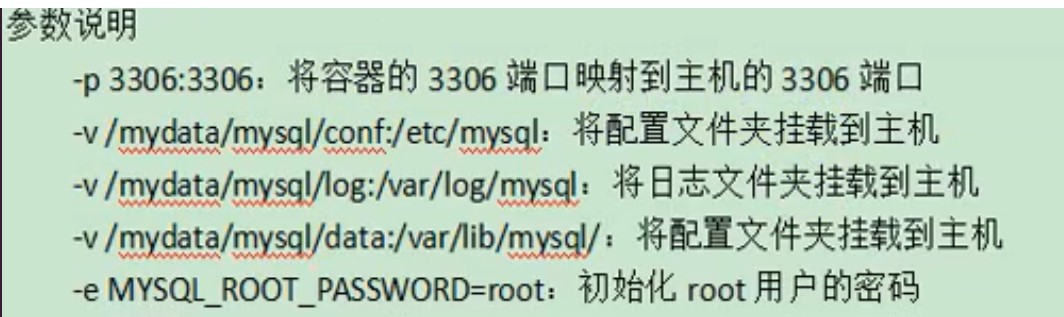 参数说明
-p 3306:3306：将容器的 3306 端口映射到主机的 3306 端口
-v /mydata/mysql/conf:/etc/mysql：将配置文件夹挂载到主机
-v /mydata/mysql/log:/var/log/mysql：将日志文件夹挂载到主机
-v /mydata/mysql/data:/var/lib/mysql/：将配置文件夹挂载到主机
-e MYSQL_ROOT_PASSWORD=root：初始化 root 用户的密码